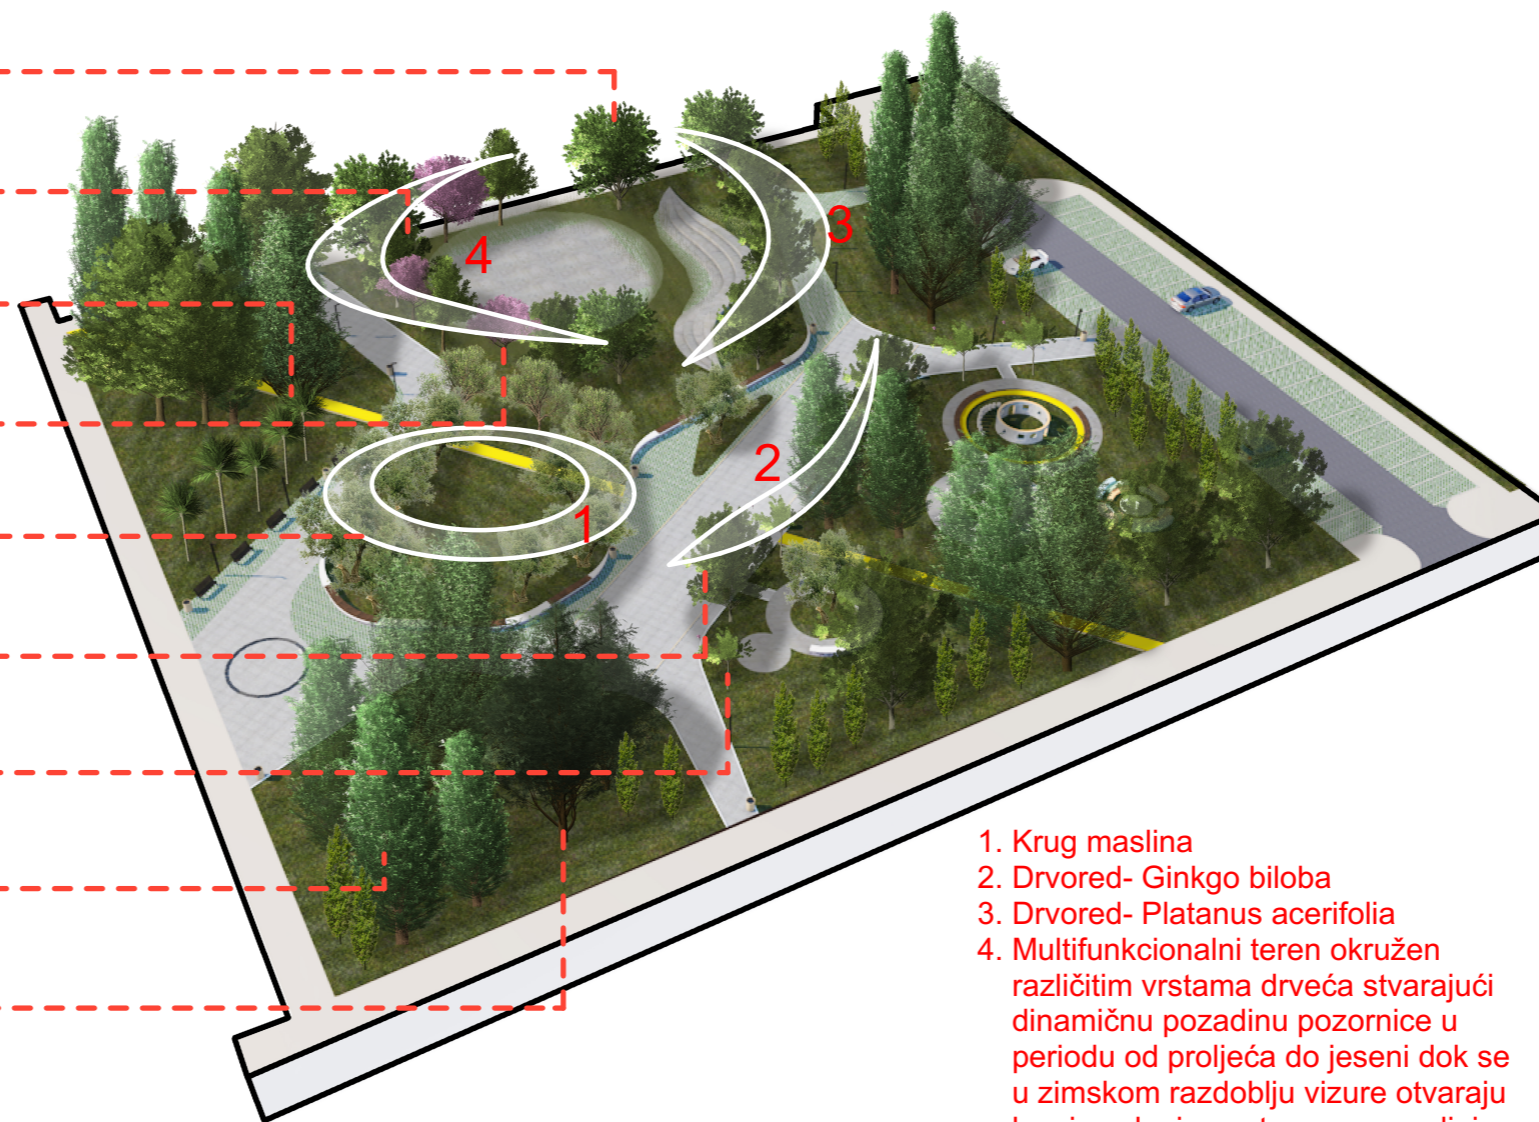 4
3
2
1
1. Krug maslina
2. Drvored- Ginkgo biloba
3. Drvored- Platanus acerifolia
4. Multifunkcionalni teren okružen
različitim vrstama drveća stvarajući
dinamičnu pozadinu pozornice u
periodu od proljeća do jeseni dok se
u zimskom razdoblju vizure otvaraju